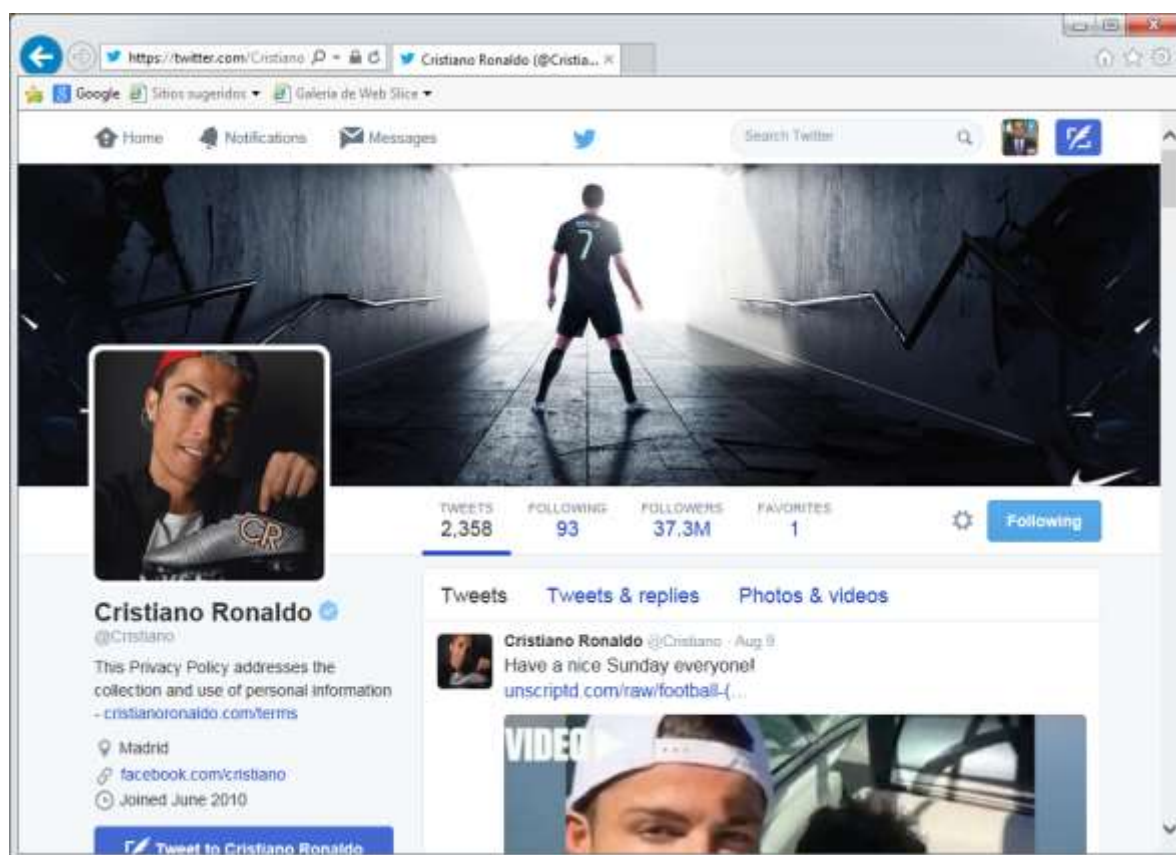 https://twitter.com/Cristiano
Cristiano Ronaldo (@Cristia...
Google Sitios sugeridos Galería de Web Slice
Home Notifications Messages Search Twitter
7
TWEETS FOLLOWING FOLLOWERS FAVORITES
2,358 93 37.3M 1
Following
CR
Cristiano Ronaldo
@Cristiano
This Privacy Policy addresses the
collection and use of personal information
- cristianoronaldo.com/terms
Madrid
facebook.com/cristiano
Joined June 2010
Tweet to Cristiano Ronaldo
Tweets Tweets & replies Photos & videos
Cristiano Ronaldo @Cristiano · Aug 9
Have a nice Sunday everyone!
unscriptd.com/raw/football-(...
VIDEO